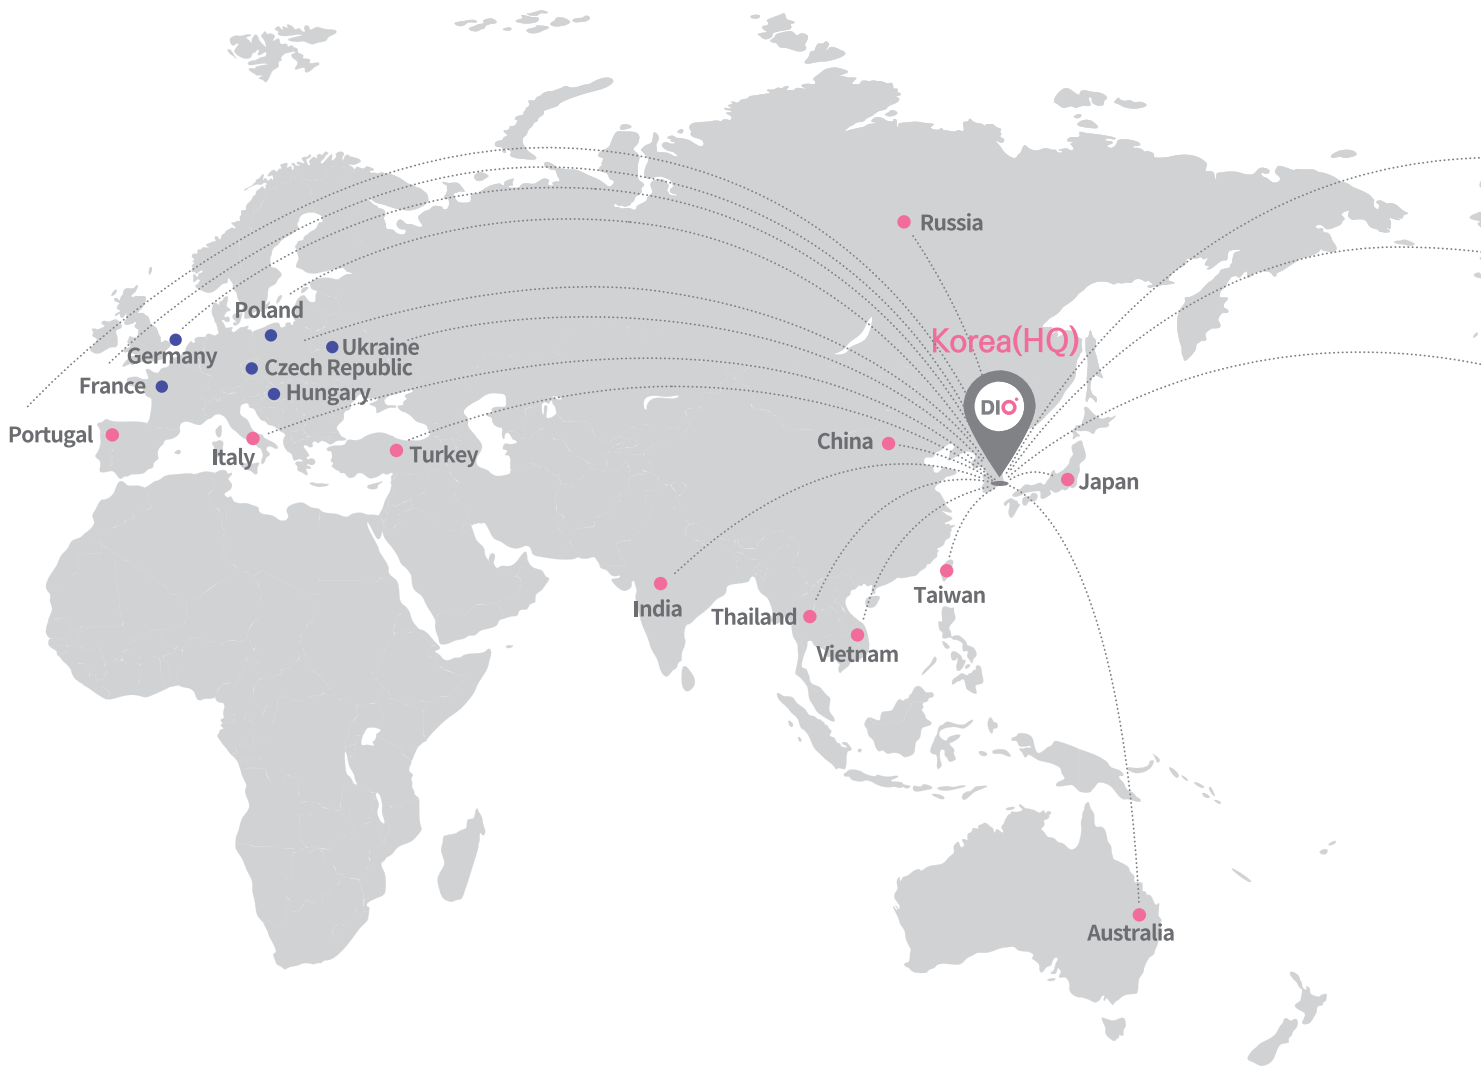 Russia
Poland
Korea(HQ)
Ukraine
Germany
Czech Republic
France
Hungary
DIO
Portugal
China
Italy
Turkey
Japan
India
Taiwan
Thailand
Vietnam
Australia